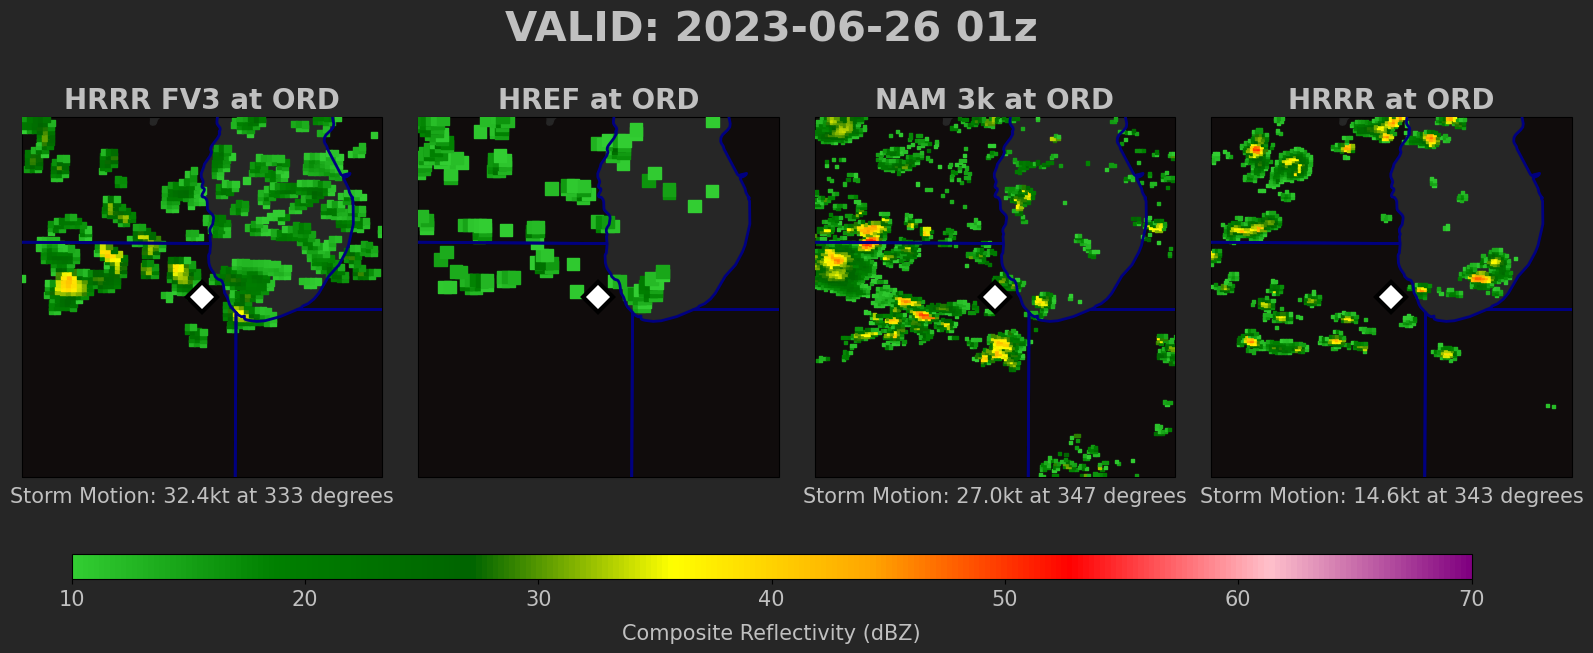 VALID: 2023-06-26 01z
HRRR FV3 at ORD
HREF at ORD
NAM 3k at ORD
HRRR at ORD
Storm Motion: 32.4kt at 333 degrees
Storm Motion: 27.0kt at 347 degrees
Storm Motion: 14.6kt at 343 degrees
10 20 30 40 50 60 70
Composite Reflectivity (dBZ)